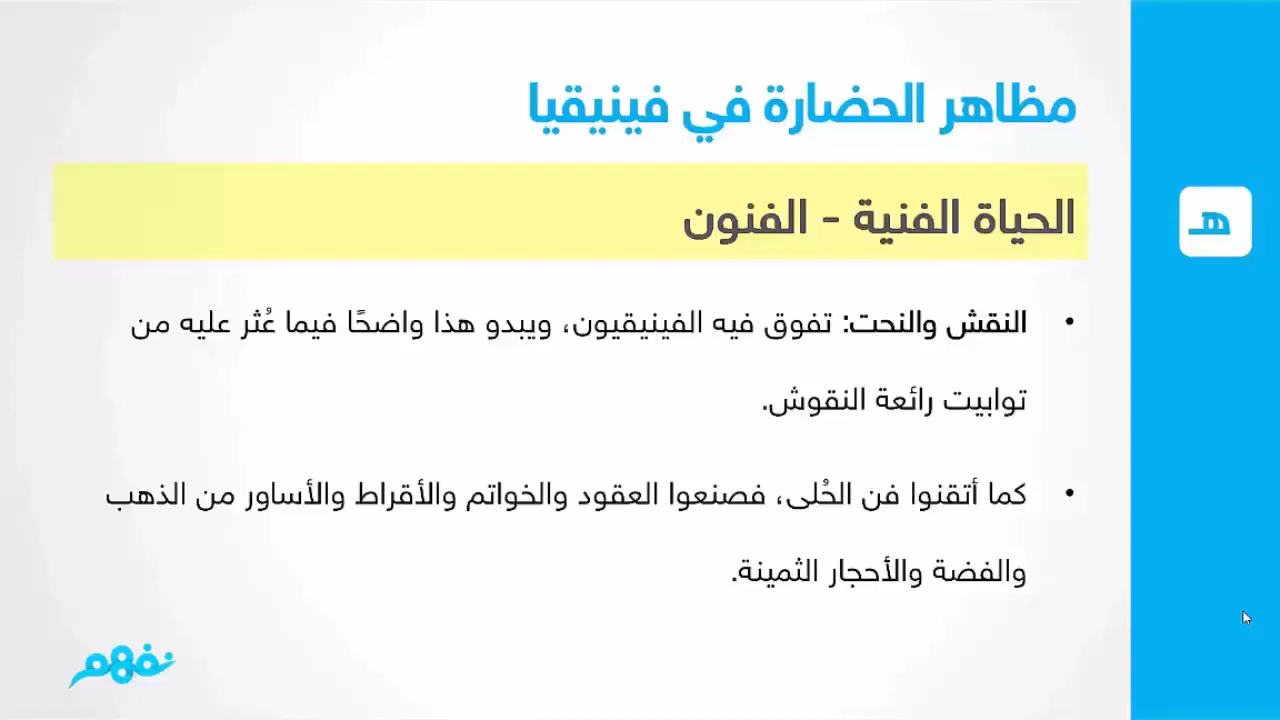 مظاهر الحضارة في فينيقيا
هـ
الحياة الفنية - الفنون
• النقش والنحت: تفوق فيه الفينيقيون، ويبدو هذا واضحًا فيما عُثر عليه من
توابيت رائعة النقوش.
• كما أتقنوا فن الحُلى، فصنعوا العقود والخواتم والأقراط والأساور من الذهب
والفضة والأحجار الثمينة.
نفهم